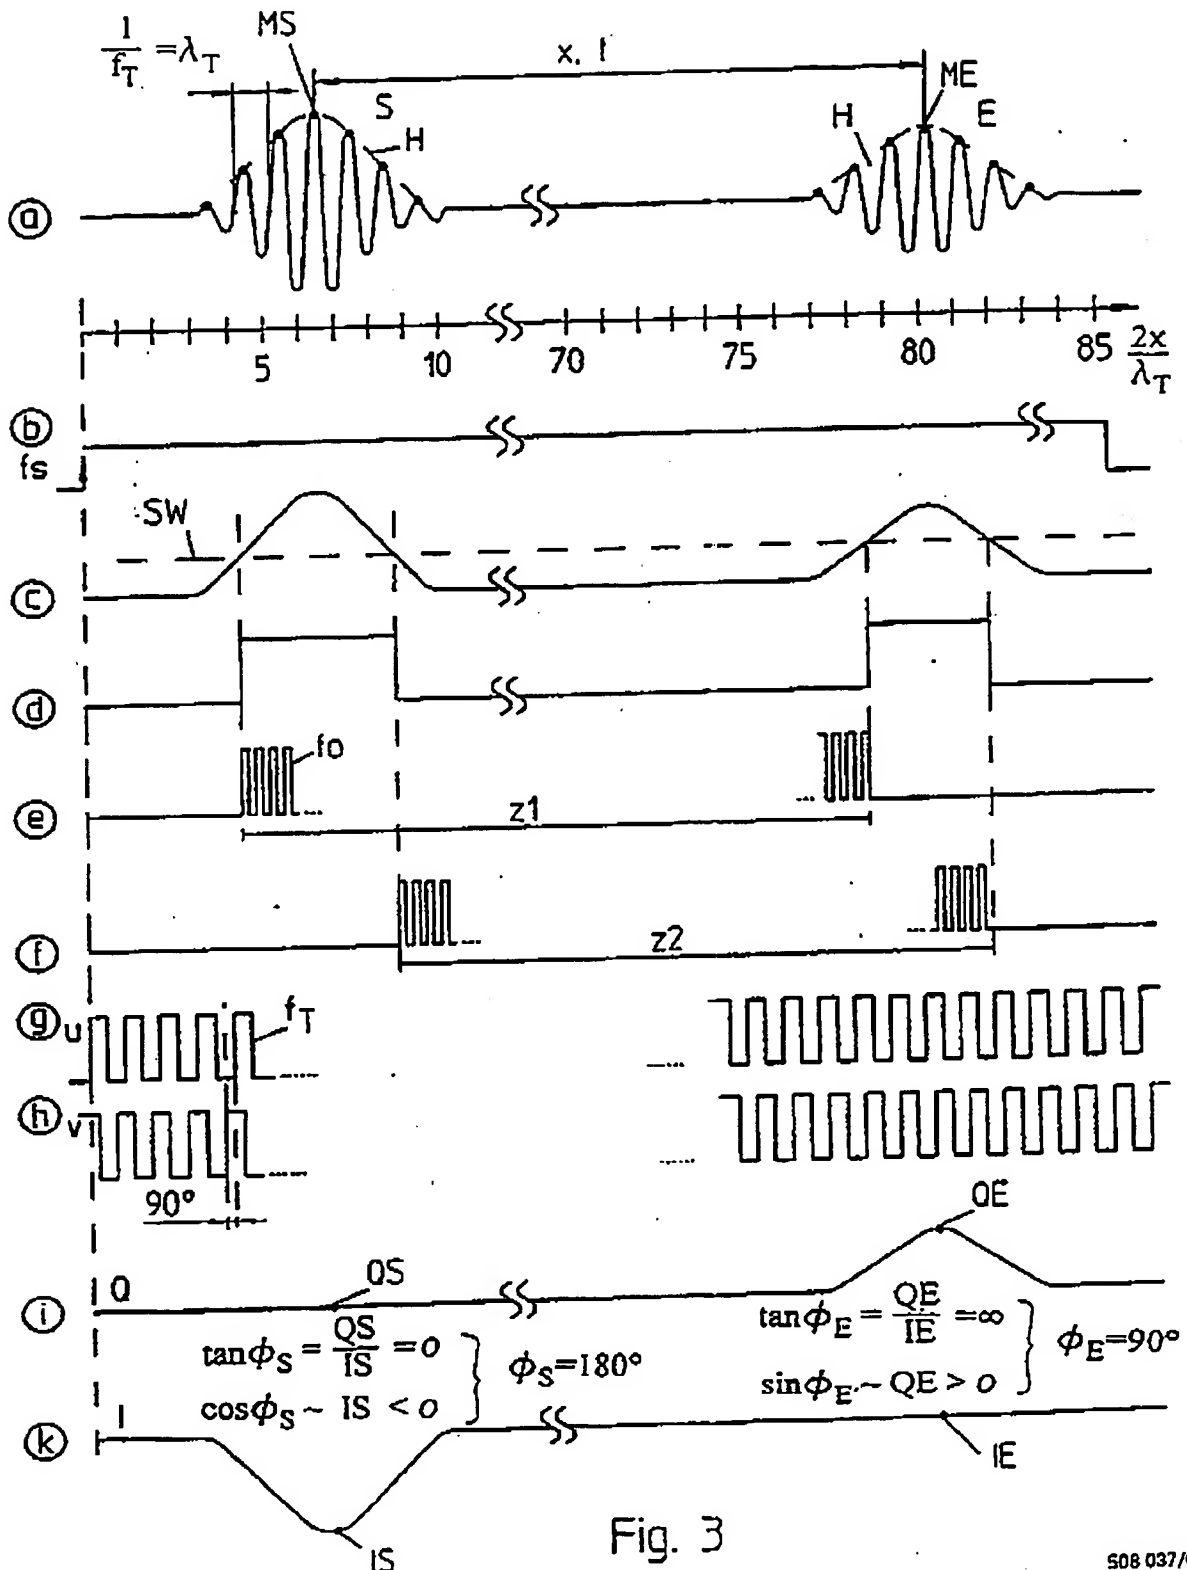 MS
1/f_T = λ_T
x, t
ME
S
H
H
E
a
5 10 70 75 80 85 2x/λ_T
b
fs
SW
c
d
fo
e
z1
f
z2
g u
f_T
h v
90°
QE
Q
QS
i
tanϕ_S = QS/IS = 0
cosϕ_S ~ IS < 0
ϕ_S = 180°
tanϕ_E = QE/IE = ∞
sinϕ_E ~ QE > 0
ϕ_E = 90°
I
k
IE
IS
Fig. 3
508 037/